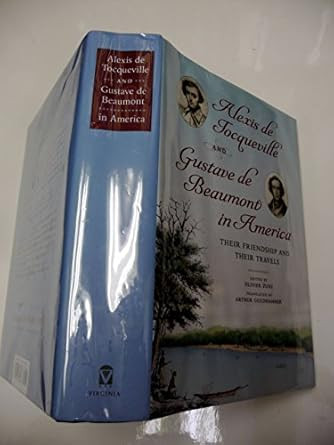 Alexis de
Tocqueville
AND
Gustave de
Beaumont
in America
VIRGINIA
Alexis de
Tocqueville
AND
Gustave de
Beaumont
in America
THEIR FRIENDSHIP AND
THEIR TRAVELS
EDITED BY
OLIVIER ZUNZ
TRANSLATED BY
ARTHUR GOLDHAMMER